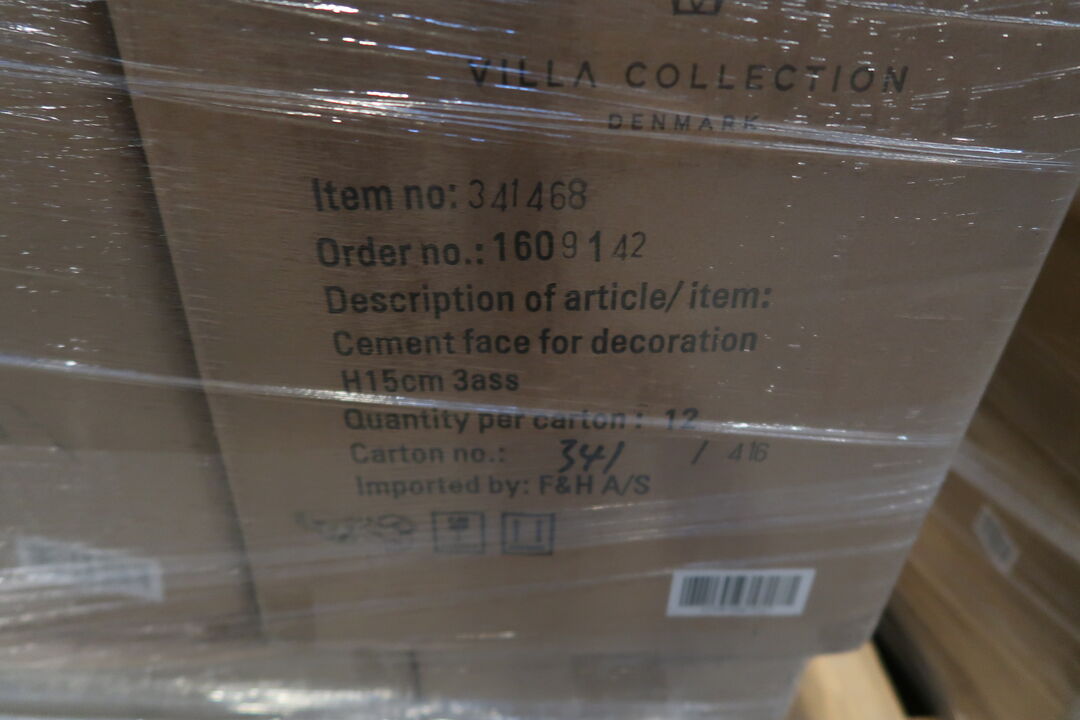 VILLA COLLECTION
DENMARK
Item no: 341468
Order no.: 1609142
Description of article/ item:
Cement face for decoration
H15cm 3ass
Quantity per carton : 12
Carton no.: 341 / 416
Imported by: F&H A/S